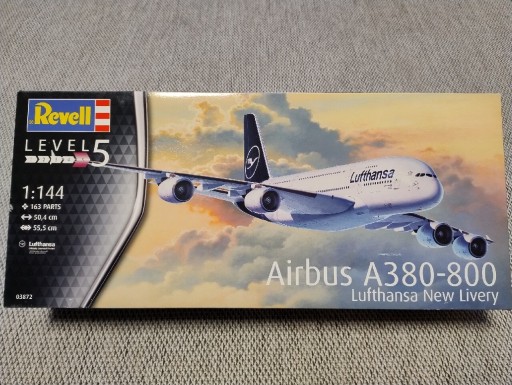 Revell
LEVEL 5
1:144
163 PARTS
50,4 cm
55,5 cm
Lufthansa
03872
Lufthansa
Airbus A380-800
Lufthansa New Livery